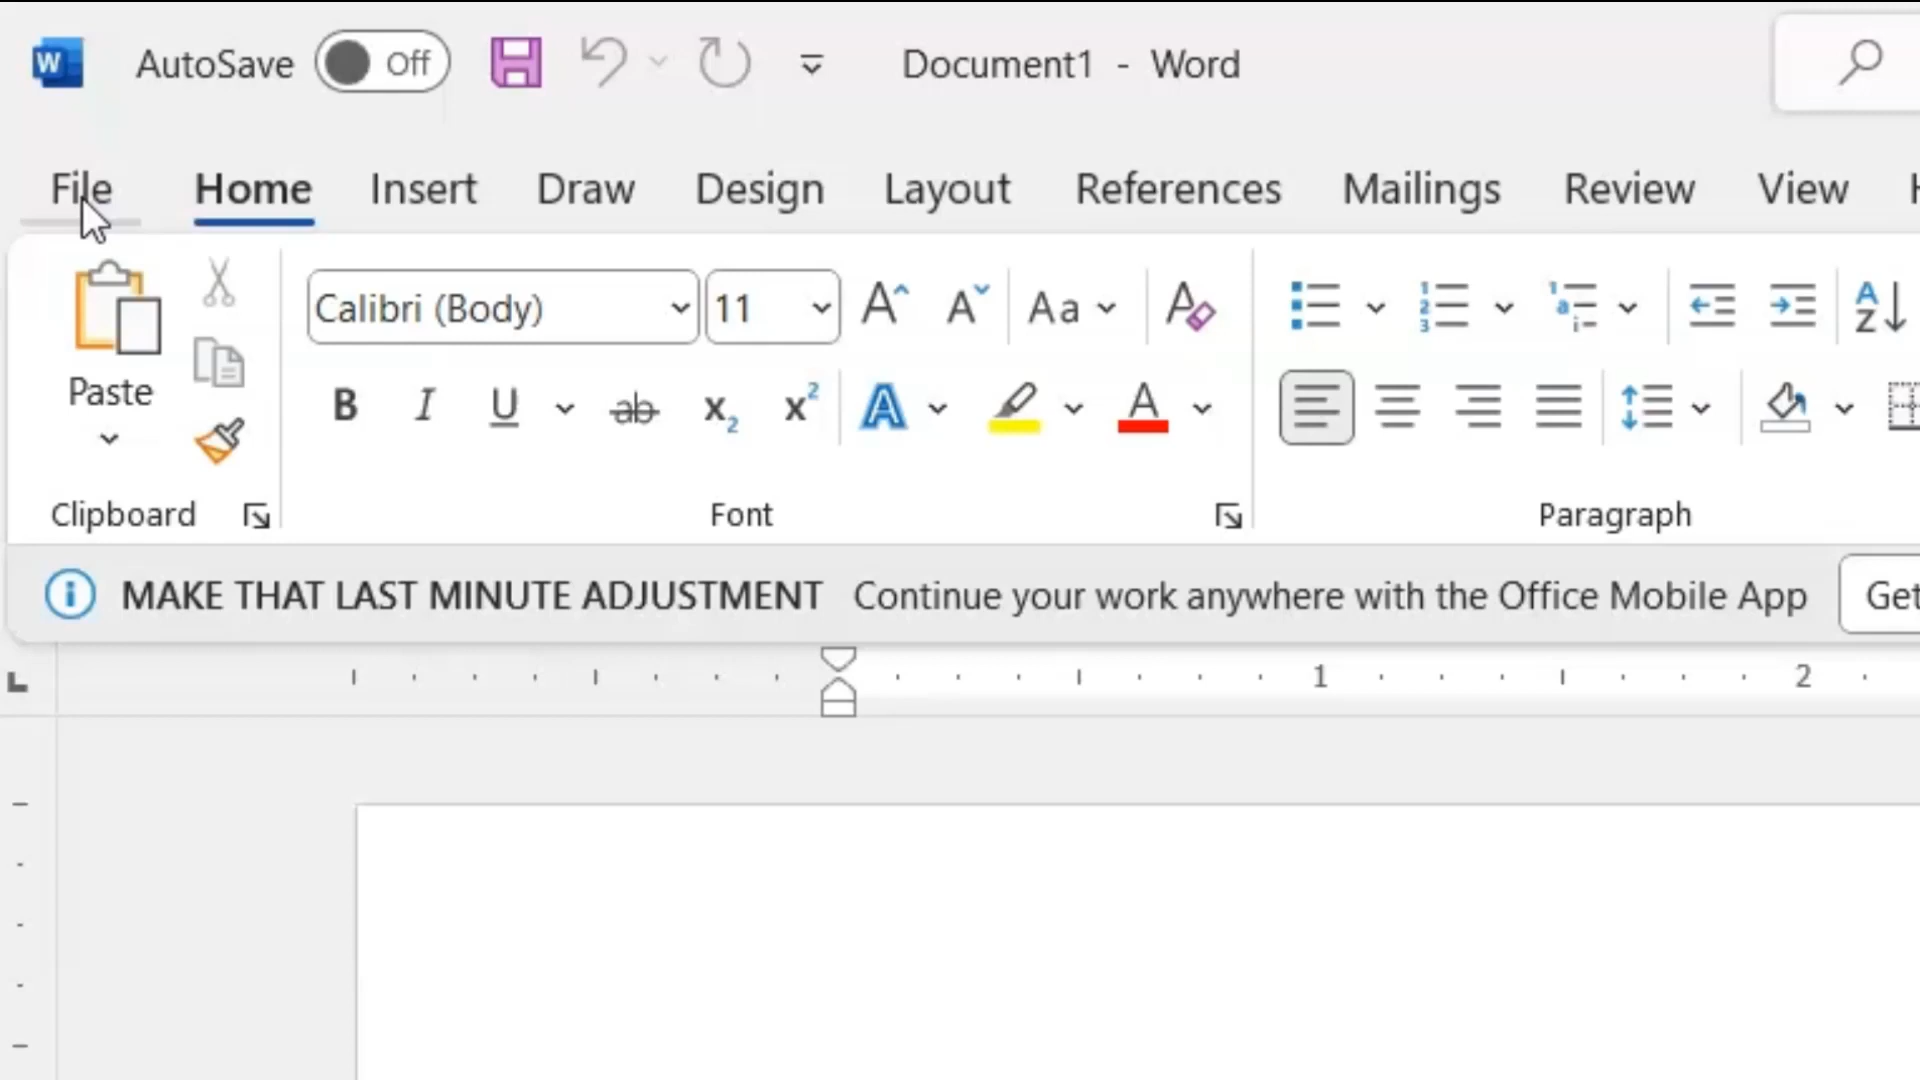 AutoSave Off Document1 - Word
File Home Insert Draw Design Layout References Mailings Review View H
Calibri (Body) 11 Aa
Paste B I U ab x₂ x² A A
Clipboard Font Paragraph
MAKE THAT LAST MINUTE ADJUSTMENT Continue your work anywhere with the Office Mobile App Get
1 2